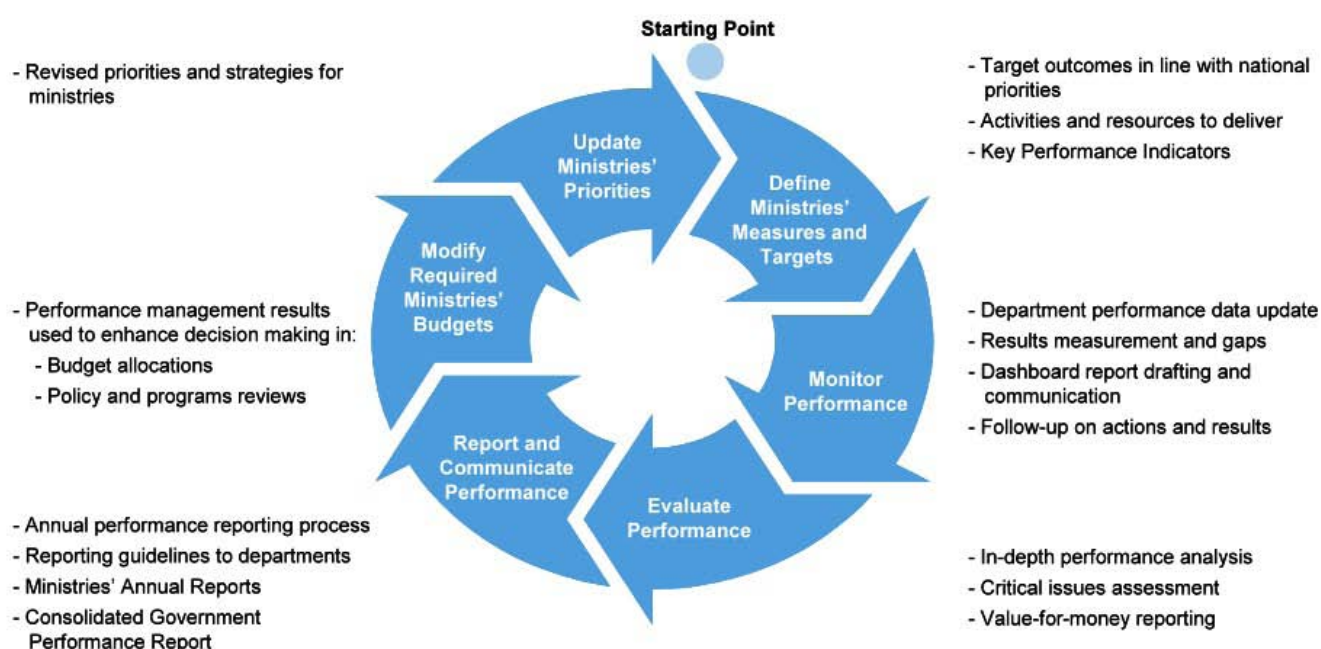 Starting Point
- Target outcomes in line with national
priorities
- Activities and resources to deliver
- Key Performance Indicators
Define
Ministries'
Measures and
Targets
- Department performance data update
- Results measurement and gaps
- Dashboard report drafting and
communication
- Follow-up on actions and results
Monitor
Performance
- In-depth performance analysis
- Critical issues assessment
- Value-for-money reporting
Evaluate
Performance
Report and
Communicate
Performance
- Annual performance reporting process
- Reporting guidelines to departments
- Ministries' Annual Reports
- Consolidated Government
Performance Report
Modify
Required
Ministries'
Budgets
- Performance management results
used to enhance decision making in:
- Budget allocations
- Policy and programs reviews
Update
Ministries'
Priorities
- Revised priorities and strategies for
ministries